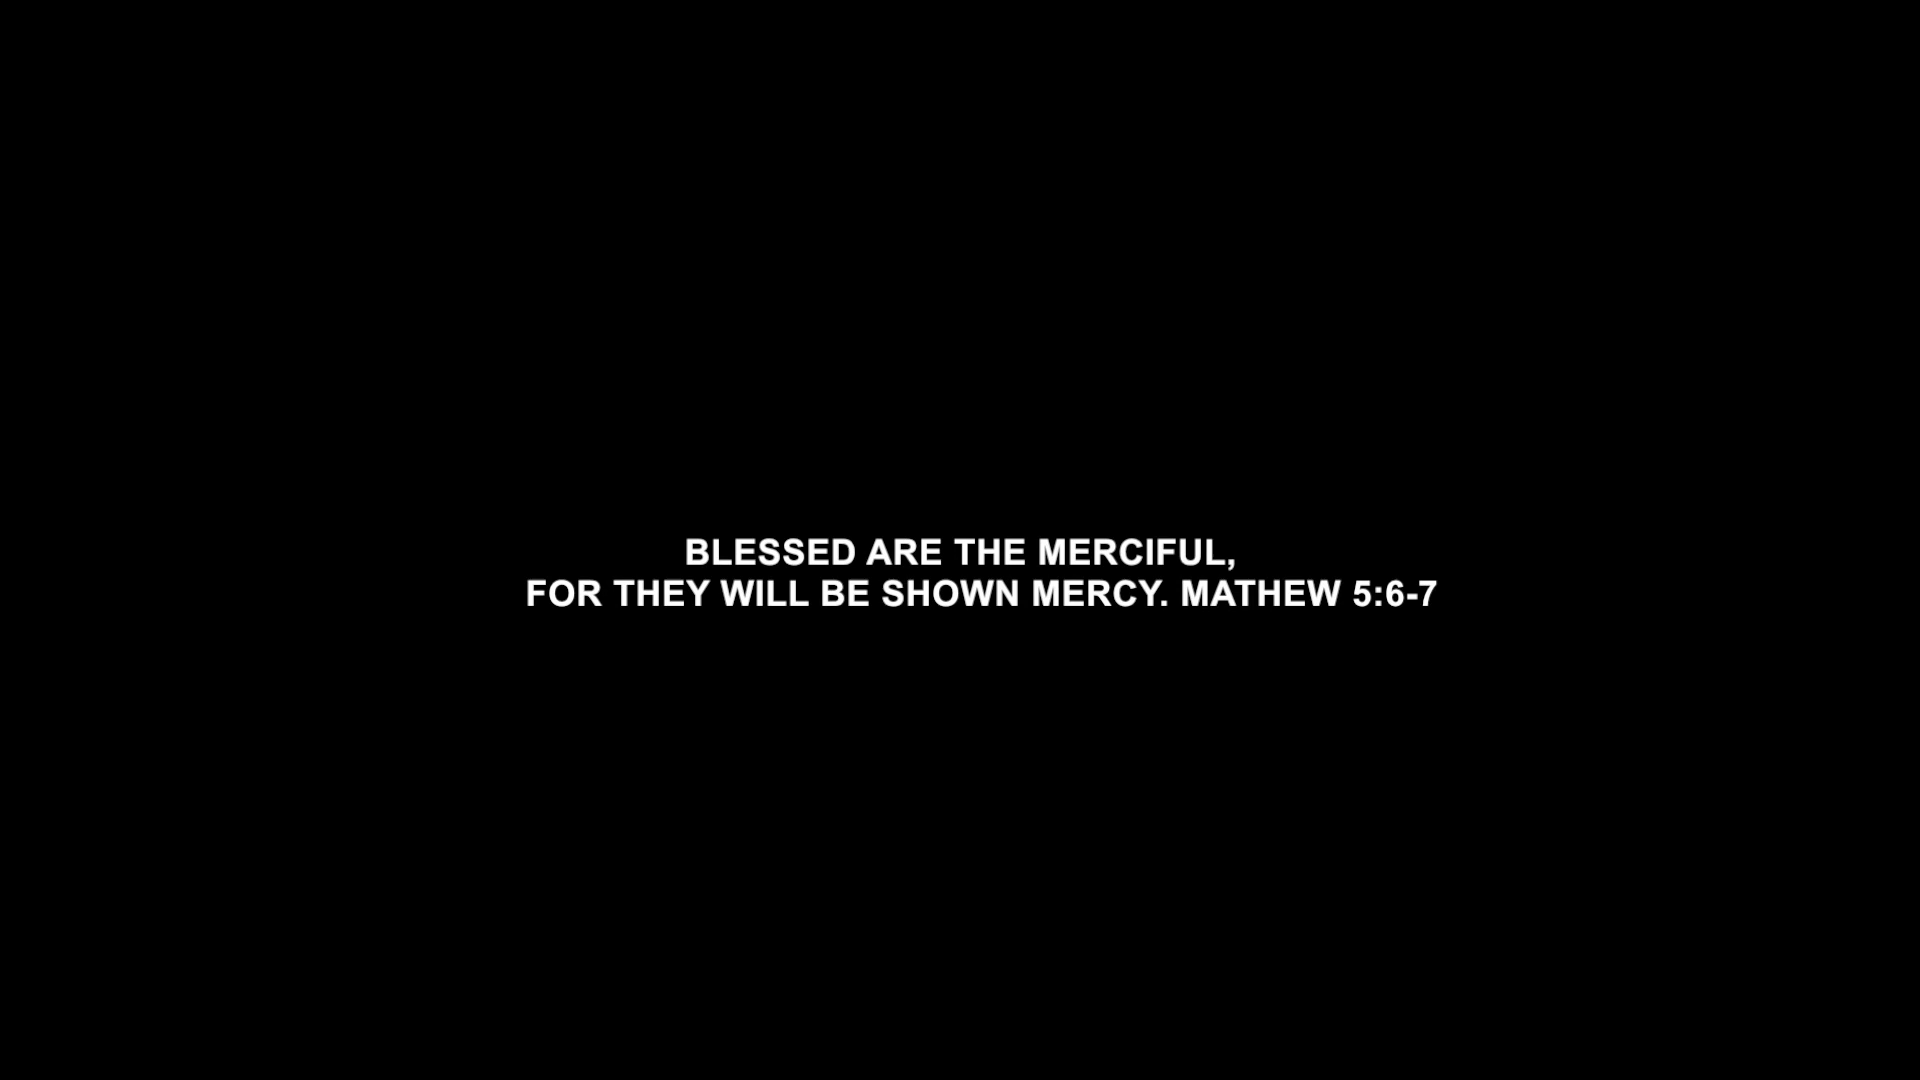 BLESSED ARE THE MERCIFUL,
FOR THEY WILL BE SHOWN MERCY. MATHEW 5:6-7